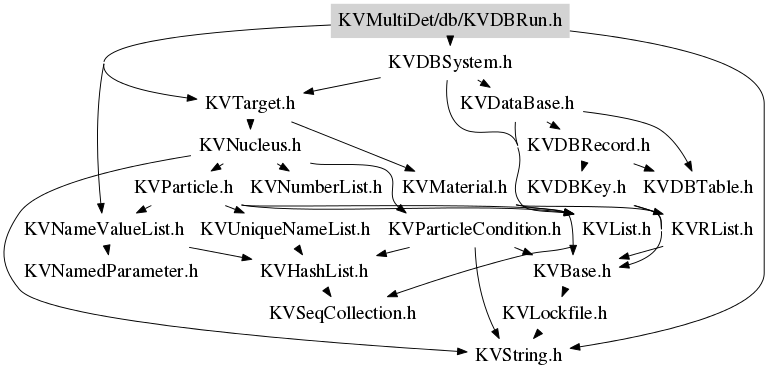 KVMultiDet/db/KVDBRun.h
KVDBSystem.h
KVTarget.h
KVDataBase.h
KVNucleus.h
KVDBRecord.h
KVParticle.h
KVNumberList.h
KVMaterial.h
KVDBKey.h
KVDBTable.h
KVNameValueList.h
KVUniqueNameList.h
KVParticleCondition.h
KVList.h
KVRList.h
KVNamedParameter.h
KVHashList.h
KVBase.h
KVSeqCollection.h
KVLockfile.h
KVString.h